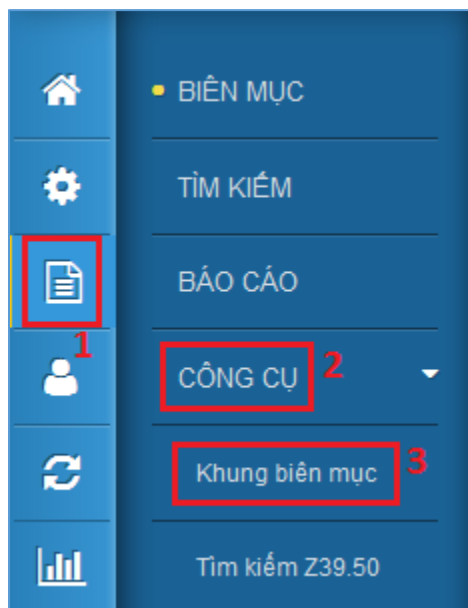 BIÊN MỤC
TÌM KIẾM
BÁO CÁO
1
CÔNG CỤ 2
Khung biên mục 3
Tìm kiếm Z39.50